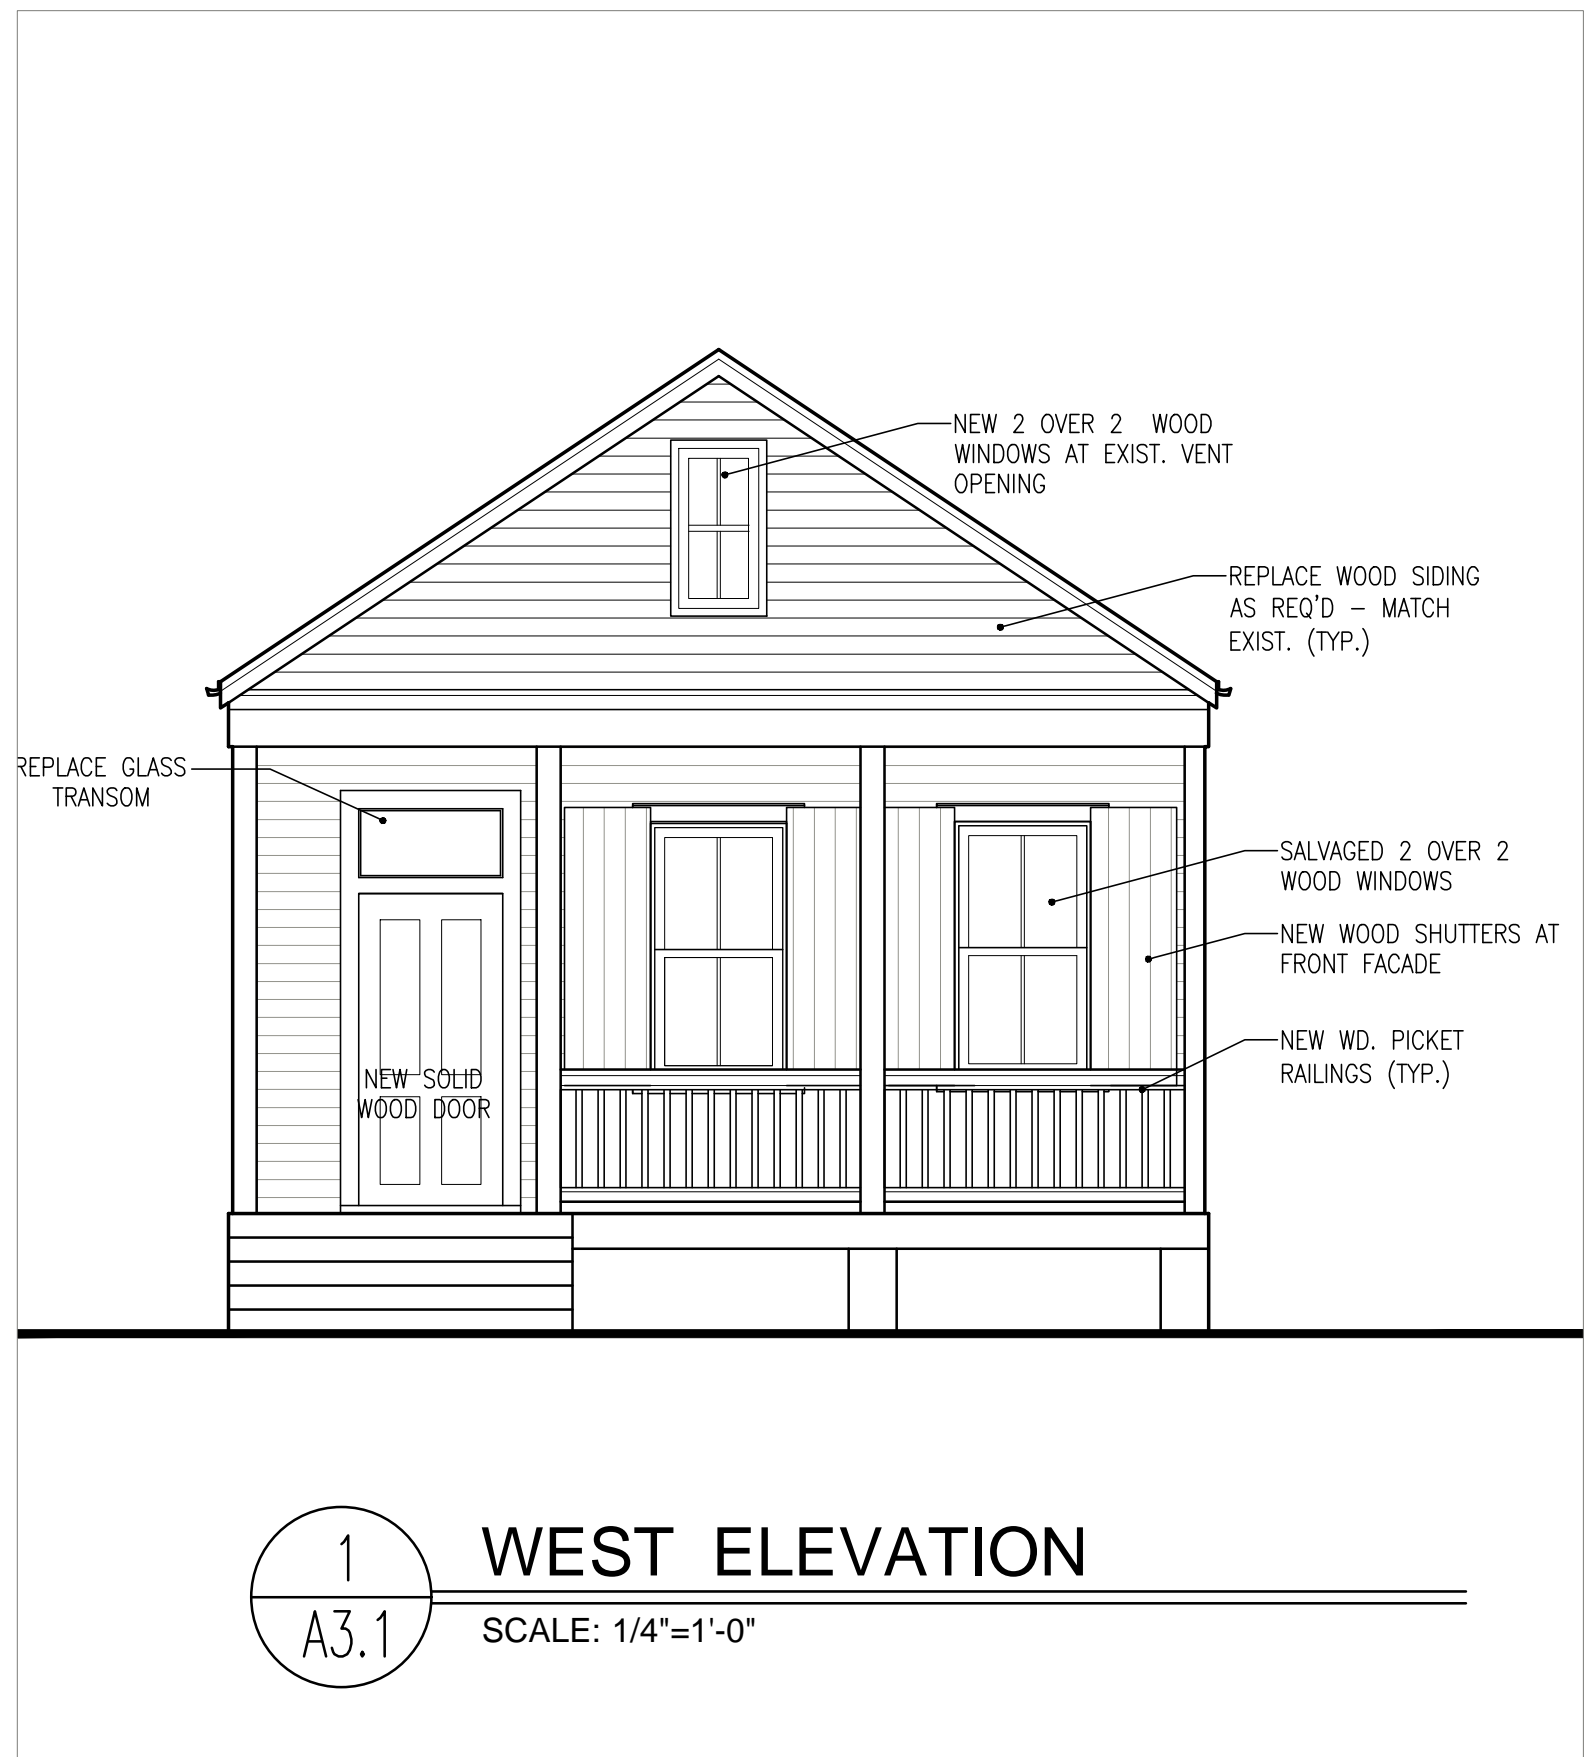 NEW 2 OVER 2 WOOD
WINDOWS AT EXIST. VENT
OPENING
REPLACE WOOD SIDING
AS REQ'D – MATCH
EXIST. (TYP.)
REPLACE GLASS
TRANSOM
SALVAGED 2 OVER 2
WOOD WINDOWS
NEW WOOD SHUTTERS AT
FRONT FACADE
NEW WD. PICKET
RAILINGS (TYP.)
NEW SOLID
WOOD DOOR
1
A3.1
WEST ELEVATION
SCALE: 1/4"=1'-0"